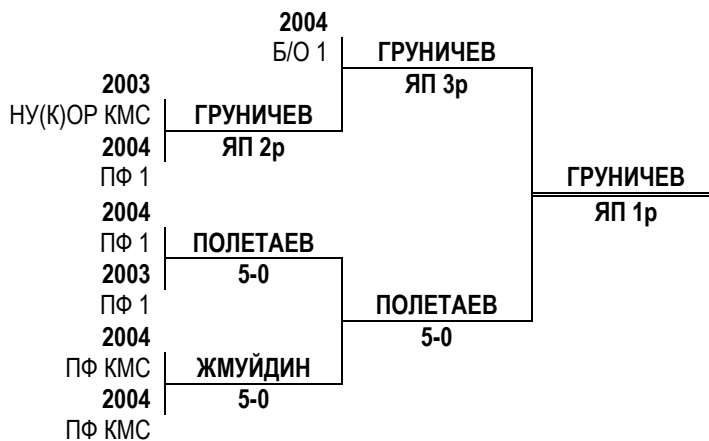 2004
Б/О 1
ГРУНИЧЕВ
ЯП 3р
2003
НУ(К)ОР КМС
ГРУНИЧЕВ
2004
ЯП 2р
ПФ 1
ГРУНИЧЕВ
ЯП 1р
2004
ПФ 1
ПОЛЕТАЕВ
2003
5-0
ПФ 1
ПОЛЕТАЕВ
5-0
2004
ПФ КМС
ЖМУЙДИН
2004
5-0
ПФ КМС